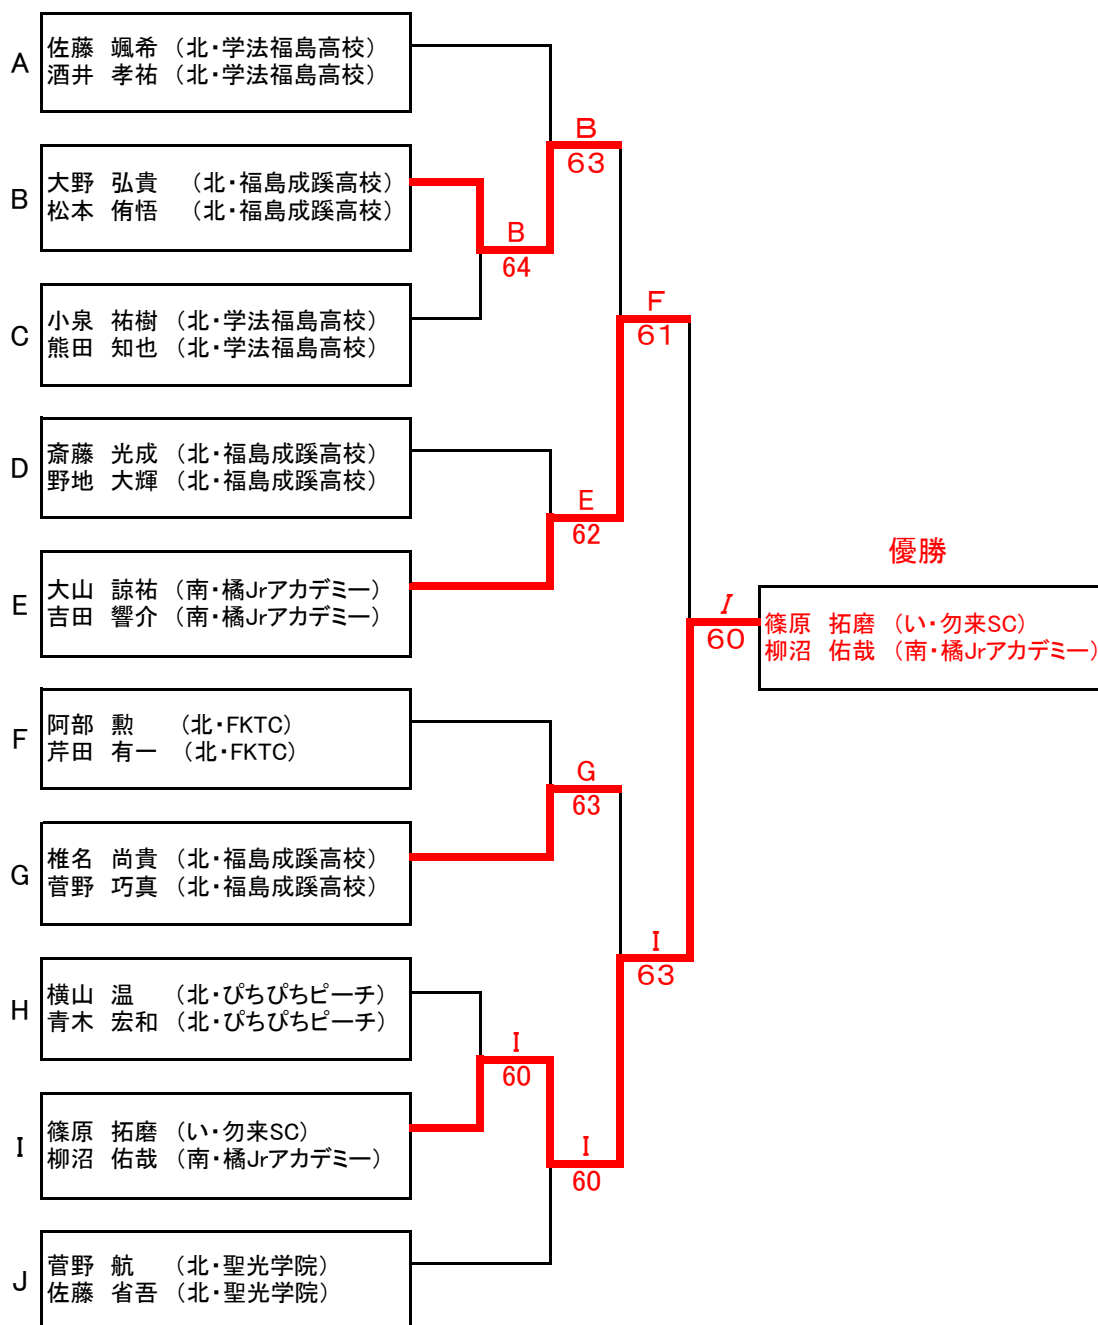 A
佐藤 颯希 （北・学法福島高校）
酒井 孝祐 （北・学法福島高校）
B
63
B
大野 弘貴 （北・福島成蹊高校）
松本 侑悟 （北・福島成蹊高校）
B
64
C
小泉 祐樹 （北・学法福島高校）
熊田 知也 （北・学法福島高校）
F
61
D
斎藤 光成 （北・福島成蹊高校）
野地 大輝 （北・福島成蹊高校）
E
62
E
大山 諒祐 （南・橘Jrアカデミー）
吉田 響介 （南・橘Jrアカデミー）
優勝
I
60
篠原 拓磨 （い・勿来SC）
柳沼 佑哉 （南・橘Jrアカデミー）
F
阿部 勲 （北・FKTC）
芹田 有一 （北・FKTC）
G
63
G
椎名 尚貴 （北・福島成蹊高校）
菅野 巧真 （北・福島成蹊高校）
I
63
H
横山 温 （北・ぴちぴちピーチ）
青木 宏和 （北・ぴちぴちピーチ）
I
60
I
篠原 拓磨 （い・勿来SC）
柳沼 佑哉 （南・橘Jrアカデミー）
I
60
J
菅野 航 （北・聖光学院）
佐藤 省吾 （北・聖光学院）